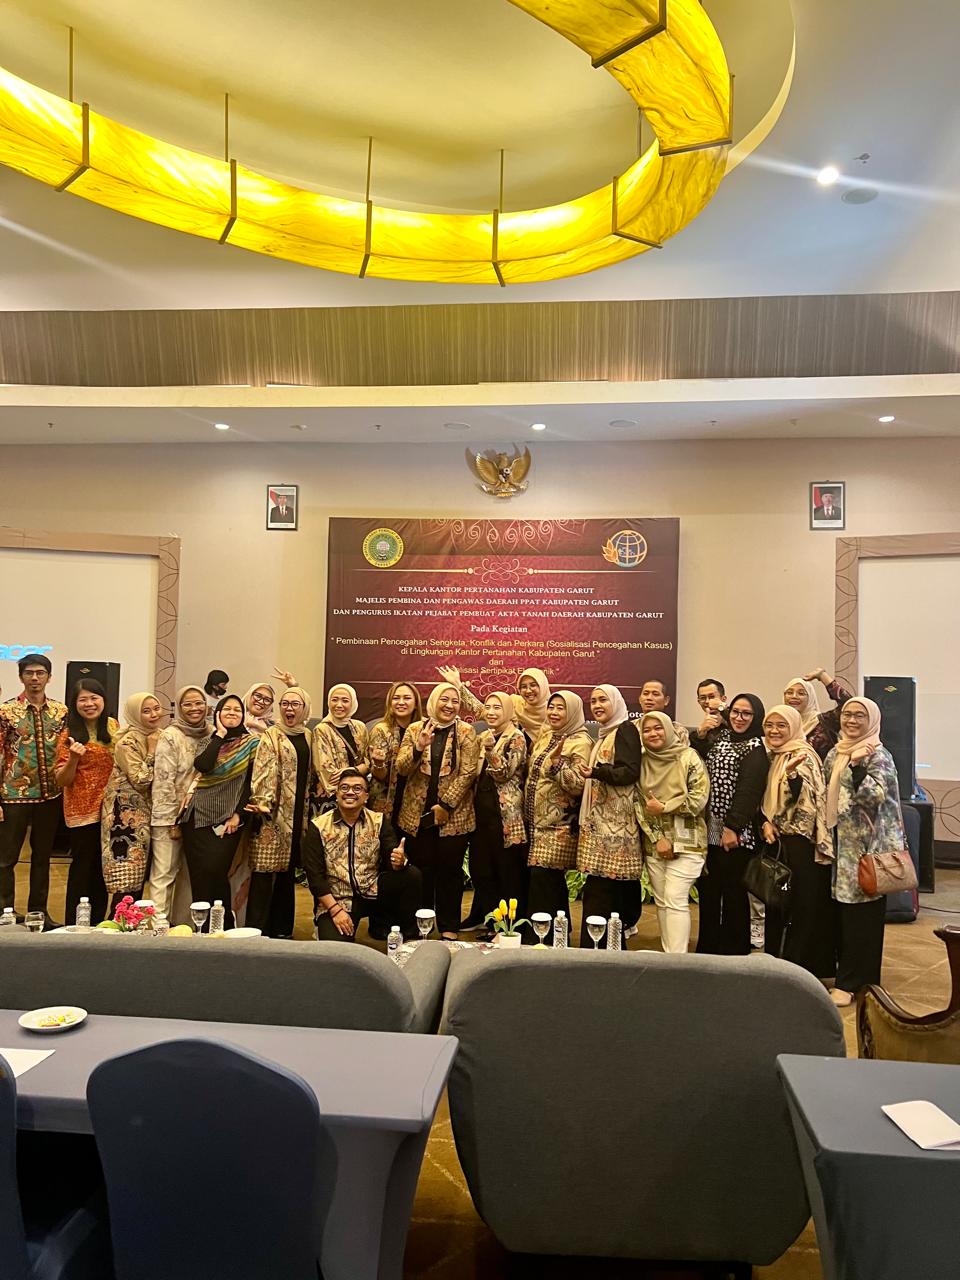 KEPALA KANTOR PERTANAHAN KABUPATEN GARUT
MAJELIS PEMBINA DAN PENGAWAS DAERAH PPAT KABUPATEN GARUT
DAN PENGURUS IKATAN PEJABAT PEMBUAT AKTA TANAH DAERAH KABUPATEN GARUT
Pada Kegiatan
" Pembinaan Pencegahan Sengketa, Konflik dan Perkara (Sosialisasi Pencegahan Kasus)
di Lingkungan Kantor Pertanahan Kabupaten Garut "
dan
acer